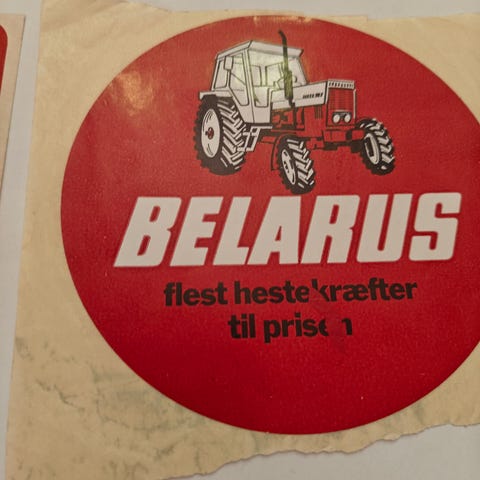 BELARUS
flest hestekræfter
til prisen